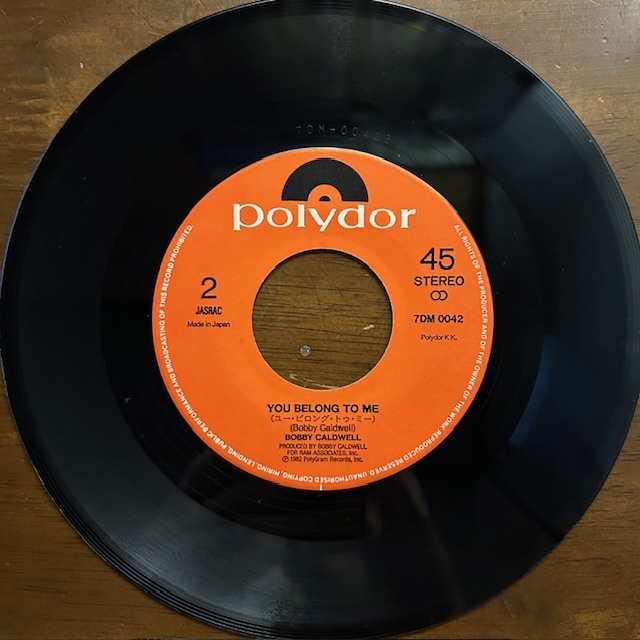 7DM-0042B
polydor
2
JASRAC
Made in Japan
45
STEREO
7DM 0042
Polydor K.K.
YOU BELONG TO ME
(ユー・ビロング・トゥ・ミー)
(Bobby Caldwell)
BOBBY CALDWELL
PRODUCED BY BOBBY CALDWELL
FOR RAM ASSOCIATES, Inc.
Ⓟ1982 PolyGram Records, Inc.
ALL RIGHTS OF THE PRODUCER AND OF THE OWNER OF THE WORK REPRODUCED RESERVED. UNAUTHORISED COPYING, HIRING, LENDING, PUBLIC PERFORMANCE AND BROADCASTING OF THIS RECORD PROHIBITED.